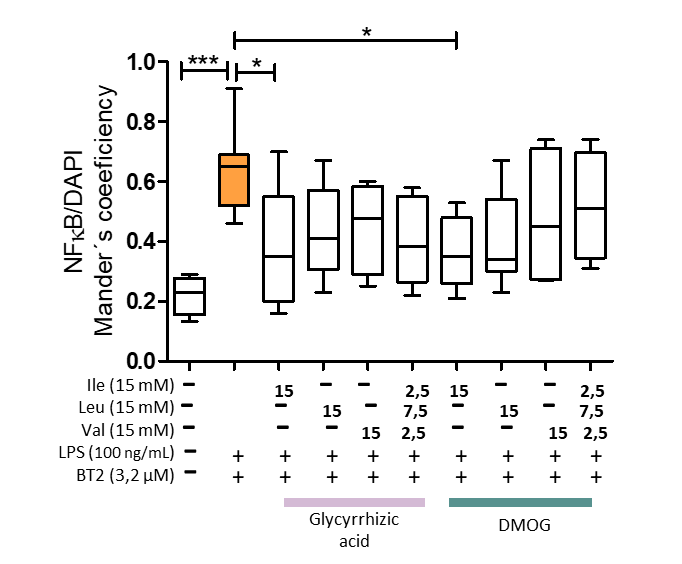 *
*** *
NFκB/DAPI
Mander´s coeeficiency
1.0
0.8
0.6
0.4
0.2
0.0
Ile (15 mM) – 15 – – 2,5 15 – – 2,5
Leu (15 mM) – – 15 – 7,5 – 15 – 7,5
Val (15 mM) – – – 15 2,5 – – 15 2,5
LPS (100 ng/mL) – + + + + + + + + +
BT2 (3,2 µM) – + + + + + + + + +
Glycyrrhizic
acid
DMOG